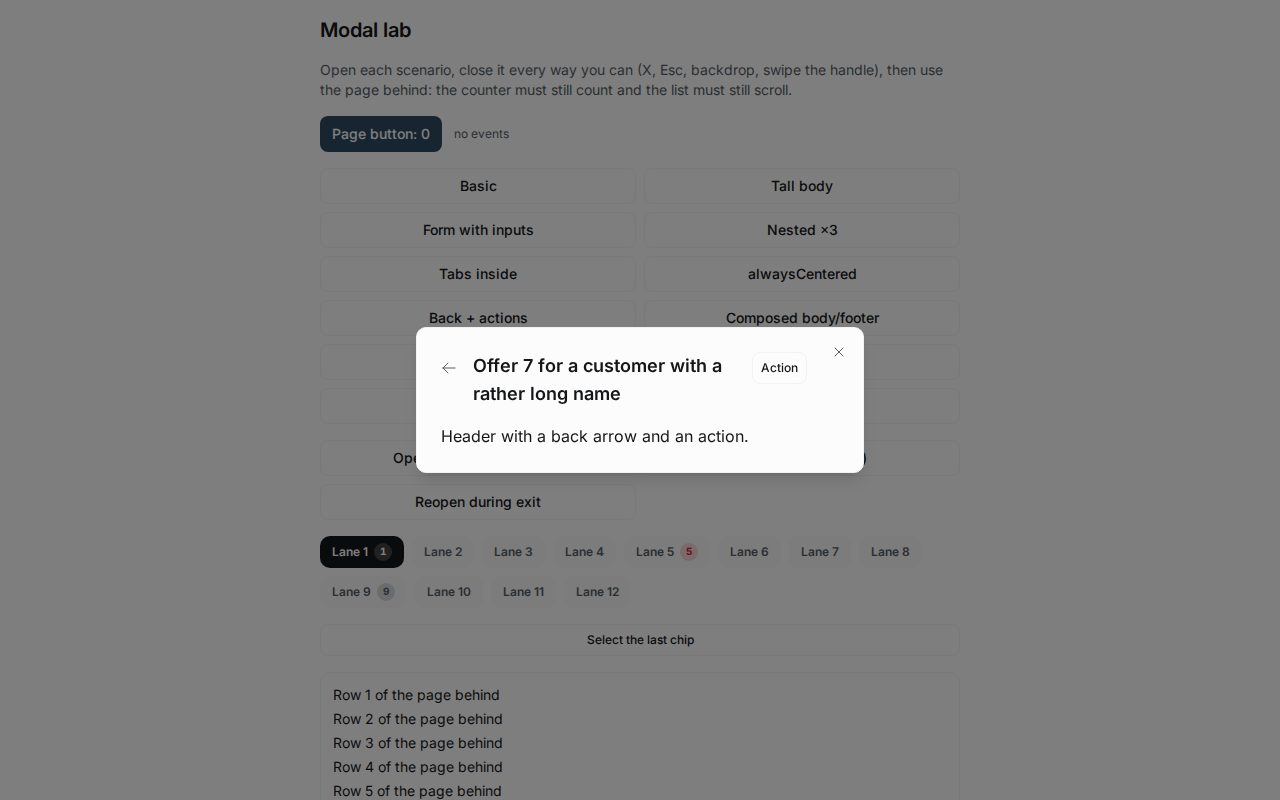 Modal lab
Open each scenario, close it every way you can (X, Esc, backdrop, swipe the handle), then use
the page behind: the counter must still count and the list must still scroll.
Page button: 0 no events
Basic Tall body
Form with inputs Nested ×3
Tabs inside alwaysCentered
Back + actions Composed body/footer
Offer 7 for a customer with a
rather long name
Action
Header with a back arrow and an action.
Reopen during exit
Lane 1 1 Lane 2 Lane 3 Lane 4 Lane 5 5 Lane 6 Lane 7 Lane 8
Lane 9 9 Lane 10 Lane 11 Lane 12
Select the last chip
Row 1 of the page behind
Row 2 of the page behind
Row 3 of the page behind
Row 4 of the page behind
Row 5 of the page behind